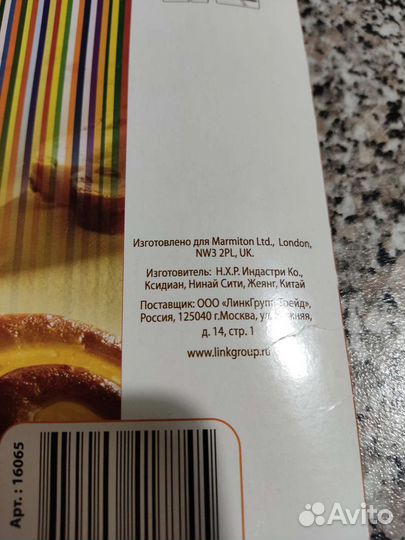 Изготовлено для Marmiton Ltd., London,
NW3 2PL, UK.
Изготовитель: Н.Х.Р. Индастри Ко.,
Ксидиан, Нинай Сити, Жеянг, Китай
Поставщик: ООО «ЛинкГрупп Трейд»,
Россия, 125040 г.Москва, ул. Нижняя,
д. 14, стр. 1
www.linkgroup.ru
Арт.: 16065
Avito